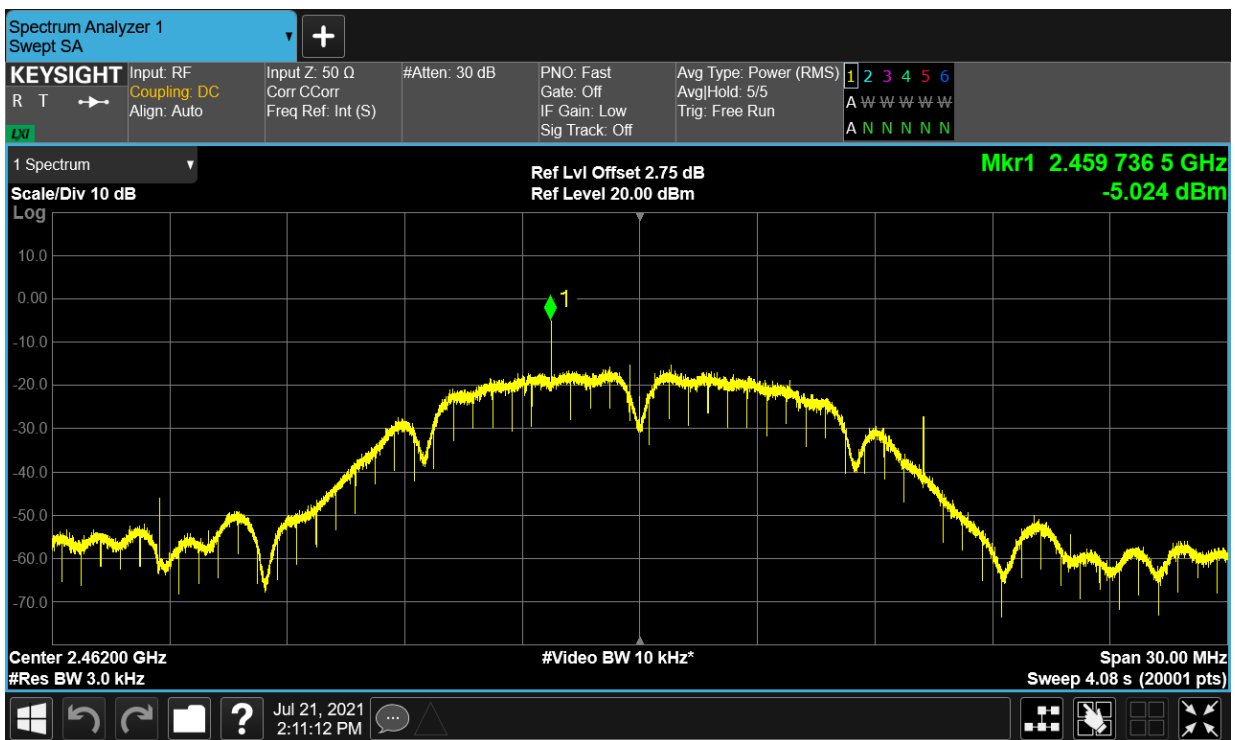 Spectrum Analyzer 1
Swept SA
+
KEYSIGHT
R T
LXI
Input: RF
Coupling: DC
Align: Auto
Input Z: 50 Ω
Corr CCorr
Freq Ref: Int (S)
#Atten: 30 dB
PNO: Fast
Gate: Off
IF Gain: Low
Sig Track: Off
Avg Type: Power (RMS)
Avg|Hold: 5/5
Trig: Free Run
1 2 3 4 5 6
A W W W W W
A N N N N N
1 Spectrum
Scale/Div 10 dB
Log
Ref Lvl Offset 2.75 dB
Ref Level 20.00 dBm
Mkr1 2.459 736 5 GHz
-5.024 dBm
10.0
0.00
-10.0
-20.0
-30.0
-40.0
-50.0
-60.0
-70.0
1
Center 2.46200 GHz
#Res BW 3.0 kHz
#Video BW 10 kHz*
Span 30.00 MHz
Sweep 4.08 s (20001 pts)
?
Jul 21, 2021
2:11:12 PM